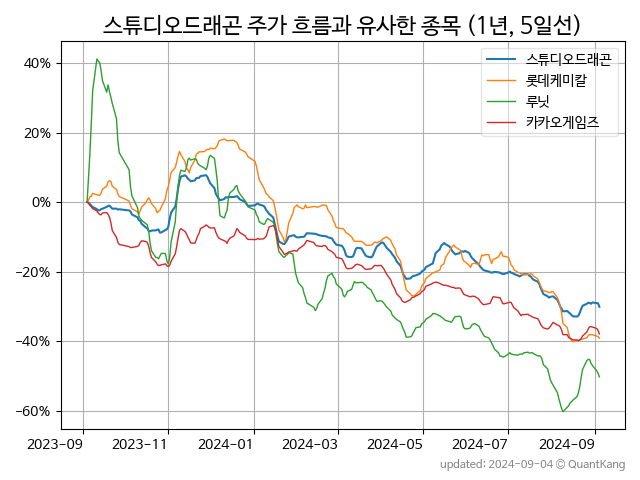 스튜디오드래곤 주가 흐름과 유사한 종목 (1년, 5일선)
스튜디오드래곤
롯데케미칼
루닛
카카오게임즈
40%
20%
0%
−20%
−40%
−60%
2023-09
2023-11
2024-01
2024-03
2024-05
2024-07
2024-09
updated: 2024-09-04 © QuantKang